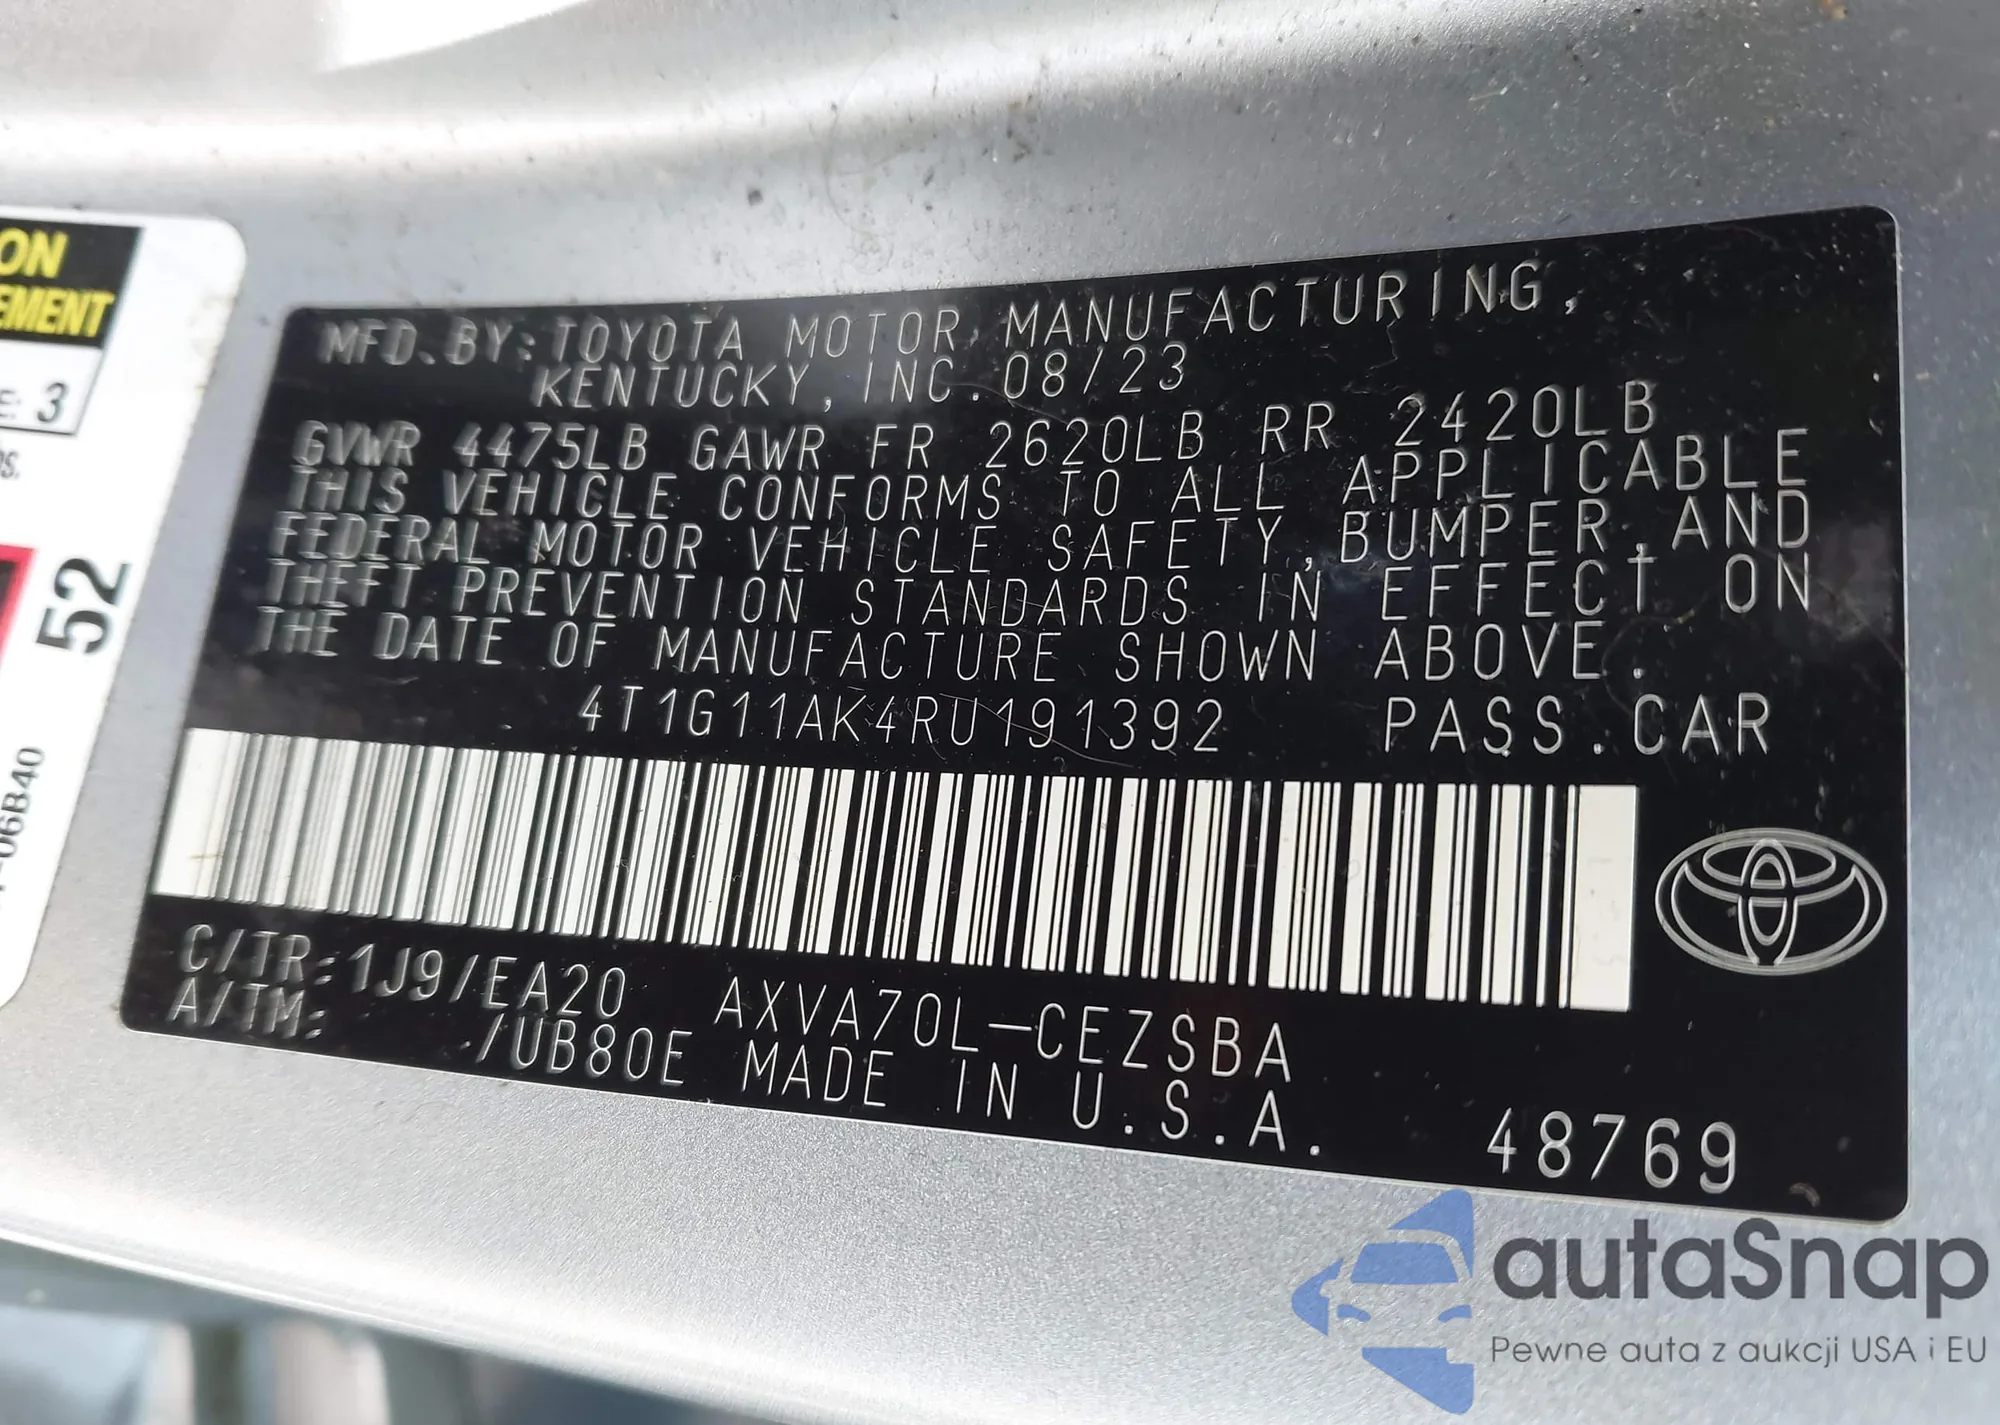 ON
EMENT
E: 3
os.
52
-06B40
MFD. BY: TOYOTA MOTOR MANUFACTURING,
KENTUCKY, INC. 08/23
GVWR 4475LB GAWR FR 2620LB RR 2420LB
THIS VEHICLE CONFORMS TO ALL APPLICABLE
FEDERAL MOTOR VEHICLE SAFETY, BUMPER, AND
THEFT PREVENTION STANDARDS IN EFFECT ON
THE DATE OF MANUFACTURE SHOWN ABOVE.
4T1G11AK4RU191392 PASS. CAR
C/TR: 1J9/EA20 AXVA70L-CEZSBA
A/TM: /UB80E MADE IN U.S.A.
48769
autaSnap
Pewne auta z aukcji USA i EU